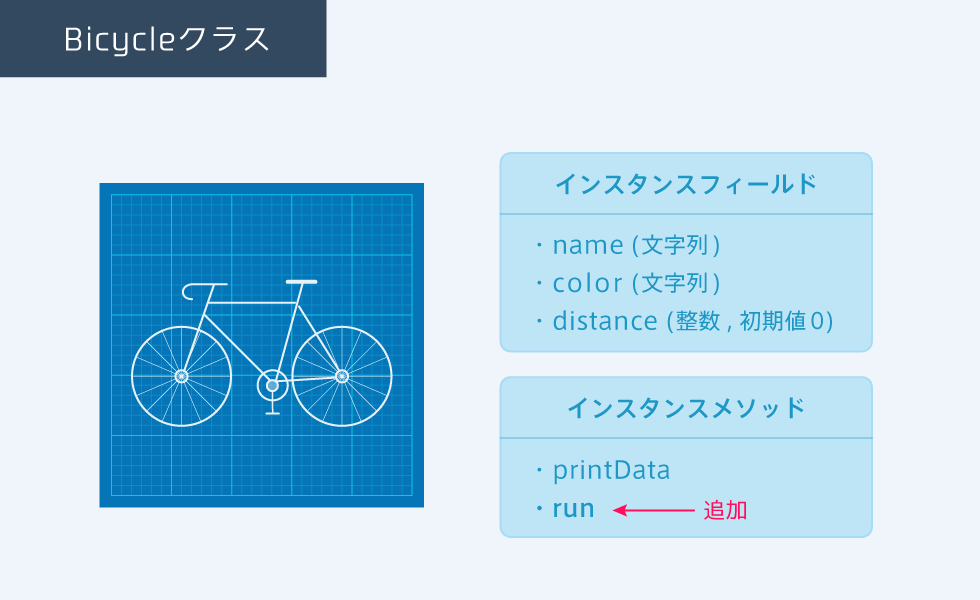 Bicycleクラス
インスタンスフィールド
・name (文字列)
・color (文字列)
・distance (整数 , 初期値0)
インスタンスメソッド
・printData
・run ← 追加